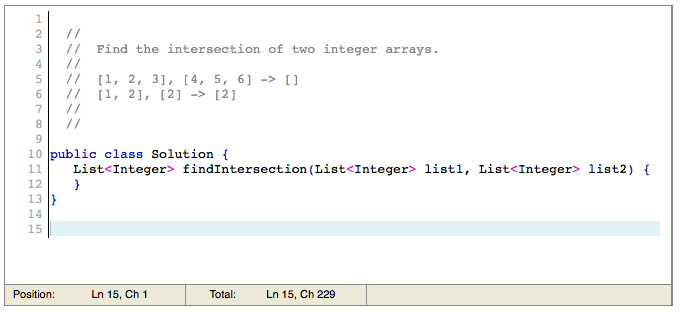 1
2 //
3 // Find the intersection of two integer arrays.
4 //
5 // [1, 2, 3], [4, 5, 6] -> []
6 // [1, 2], [2] -> [2]
7 //
8 //
9
10 public class Solution {
11 List<Integer> findIntersection(List<Integer> list1, List<Integer> list2) {
12 }
13 }
14
15
Position: Ln 15, Ch 1 Total: Ln 15, Ch 229